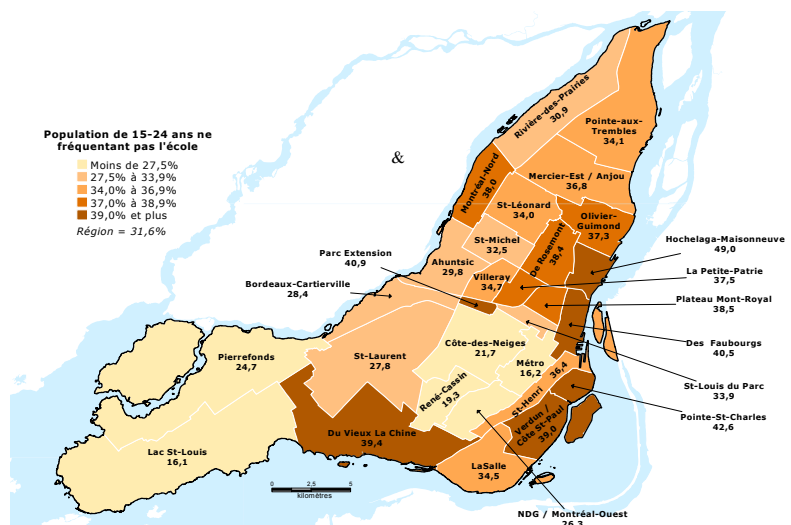 Population de 15-24 ans ne
fréquentant pas l'école
Moins de 27,5%
27,5% à 33,9%
34,0% à 36,9%
37,0% à 38,9%
39,0% et plus
Région = 31,6%
&
Rivière-des-Prairies
30,9
Pointe-aux-
Trembles
34,1
Montréal-Nord
38,0
Mercier-Est / Anjou
36,8
St-Léonard
34,0
Olivier-
Guimond
37,3
St-Michel
32,5
De Rosemont
38,4
Hochelaga-Maisonneuve
49,0
Parc Extension
40,9
Ahuntsic
29,8
Villeray
34,7
La Petite-Patrie
37,5
Bordeaux-Cartierville
28,4
Plateau Mont-Royal
38,5
Des Faubourgs
40,5
Côte-des-Neiges
21,7
Pierrefonds
24,7
St-Laurent
27,8
Métro
16,2
St-Louis du Parc
33,9
René-Cassin
19,3
St-Henri 36,4
Pointe-St-Charles
42,6
Verdun /
Côte St-Paul
39,0
Du Vieux La Chine
39,4
Lac St-Louis
16,1
LaSalle
34,5
0 2,5 5
kilomètres
NDG / Montréal-Ouest
26,3